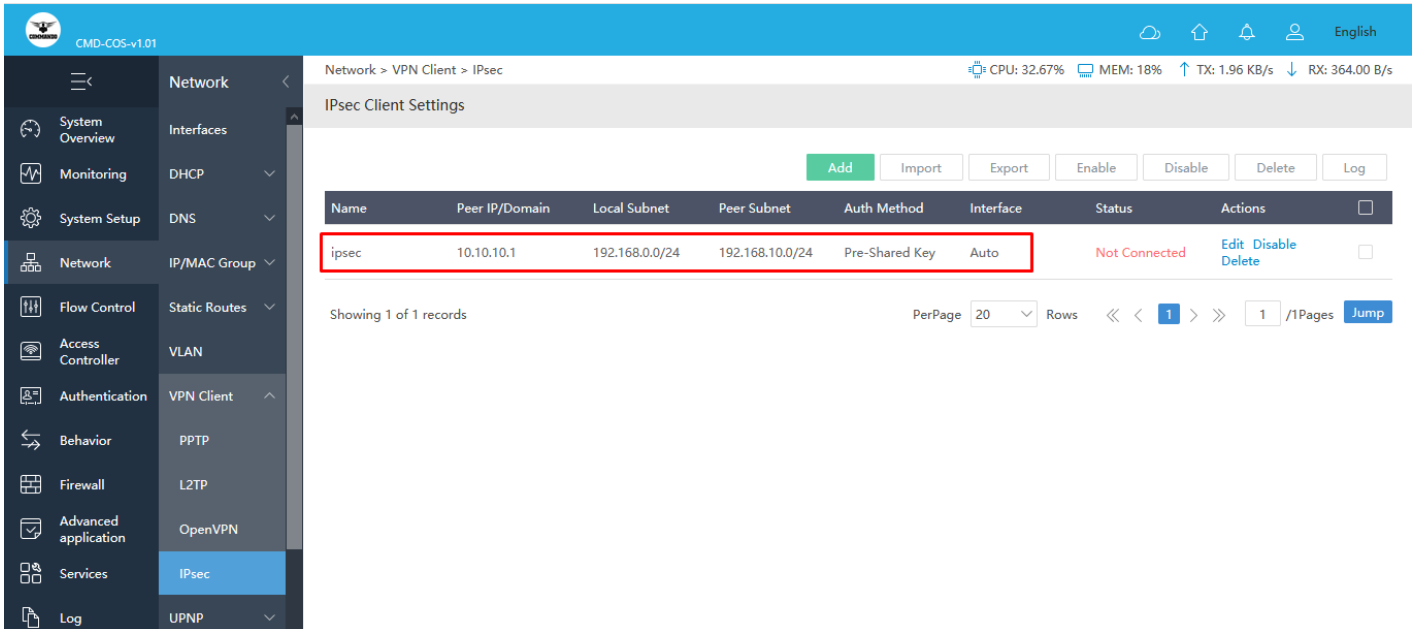 COMMANDO
CMD-COS-v1.01
English
Network
Network > VPN Client > IPsec
CPU: 32.67% MEM: 18% TX: 1.96 KB/s RX: 364.00 B/s
IPsec Client Settings
System Overview
Monitoring
System Setup
Network
Flow Control
Access Controller
Authentication
Behavior
Firewall
Advanced application
Services
Log
Interfaces
DHCP
DNS
IP/MAC Group
Static Routes
VLAN
VPN Client
PPTP
L2TP
OpenVPN
IPsec
UPNP
Add Import Export Enable Disable Delete Log
Name Peer IP/Domain Local Subnet Peer Subnet Auth Method Interface Status Actions
ipsec 10.10.10.1 192.168.0.0/24 192.168.10.0/24 Pre-Shared Key Auto Not Connected Edit Disable
Delete
Showing 1 of 1 records PerPage 20 Rows 1 1 /1Pages Jump